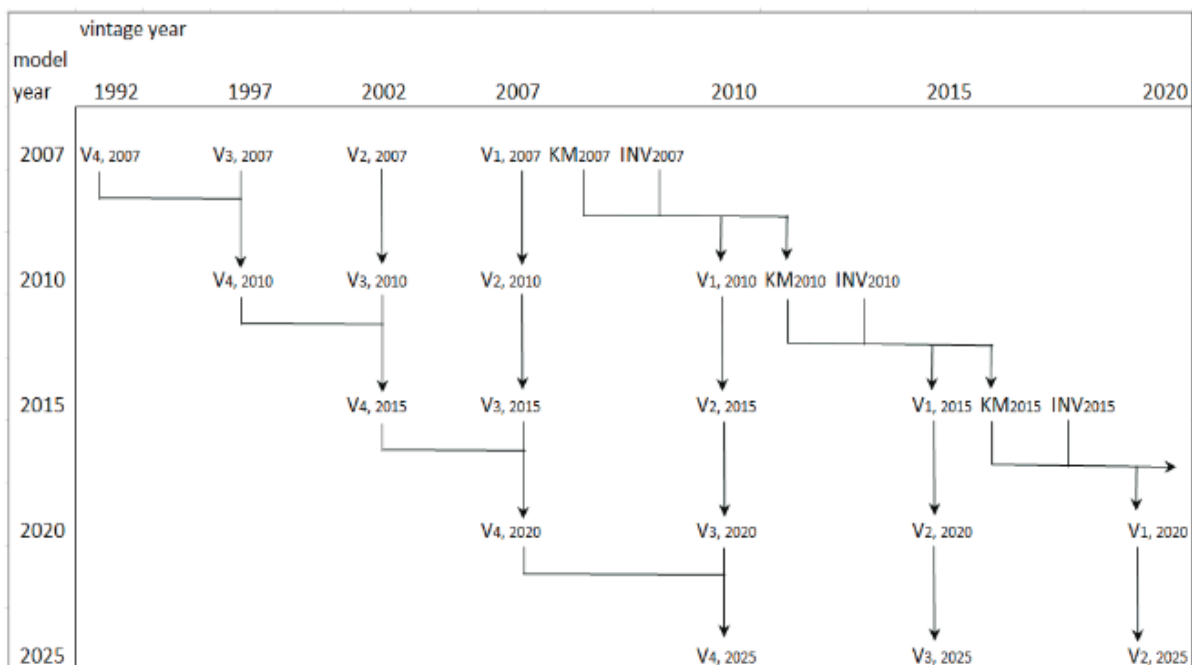 vintage year
model
year 1992 1997 2002 2007 2010 2015 2020
2007 V4, 2007 V3, 2007 V2, 2007 V1, 2007 KM2007 INV2007
2010 V4, 2010 V3, 2010 V2, 2010 V1, 2010 KM2010 INV2010
2015 V4, 2015 V3, 2015 V2, 2015 V1, 2015 KM2015 INV2015
2020 V4, 2020 V3, 2020 V2, 2020 V1, 2020
2025 V4, 2025 V3, 2025 V2, 2025